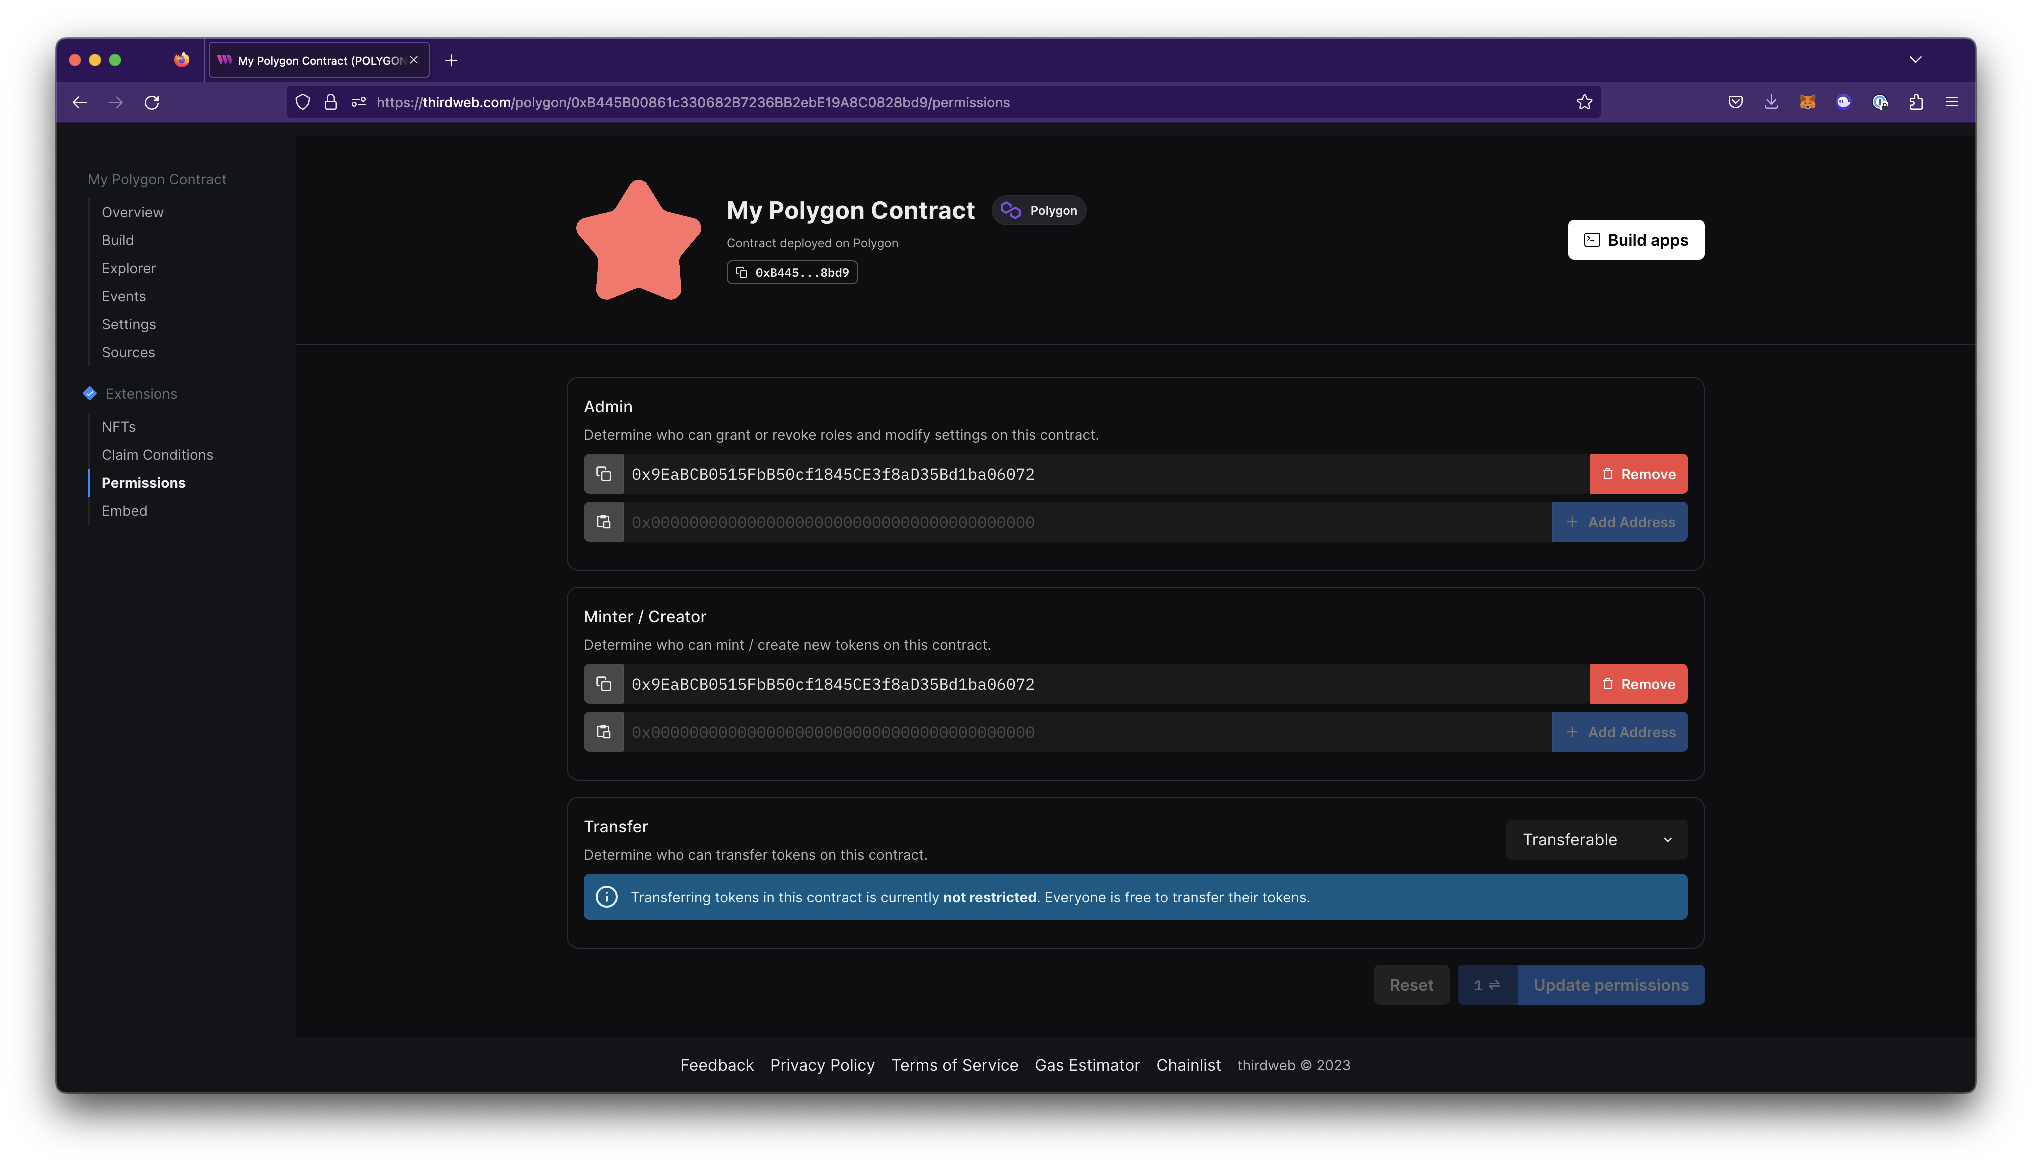 My Polygon Contract (POLYGON
https://thirdweb.com/polygon/0xB445B00861c330682B7236BB2ebE19A8C0828bd9/permissions
My Polygon Contract
Overview
Build
Explorer
Events
Settings
Sources
Extensions
NFTs
Claim Conditions
Permissions
Embed
My Polygon Contract
Polygon
Contract deployed on Polygon
0xB445...8bd9
Build apps
Admin
Determine who can grant or revoke roles and modify settings on this contract.
0x9EaBCB0515FbB50cf1845CE3f8aD35Bd1ba06072
Remove
0x0000000000000000000000000000000000000000
Add Address
Minter / Creator
Determine who can mint / create new tokens on this contract.
0x9EaBCB0515FbB50cf1845CE3f8aD35Bd1ba06072
Remove
0x0000000000000000000000000000000000000000
Add Address
Transfer
Determine who can transfer tokens on this contract.
Transferable
Transferring tokens in this contract is currently not restricted. Everyone is free to transfer their tokens.
Reset
1
Update permissions
Feedback
Privacy Policy
Terms of Service
Gas Estimator
Chainlist
thirdweb © 2023